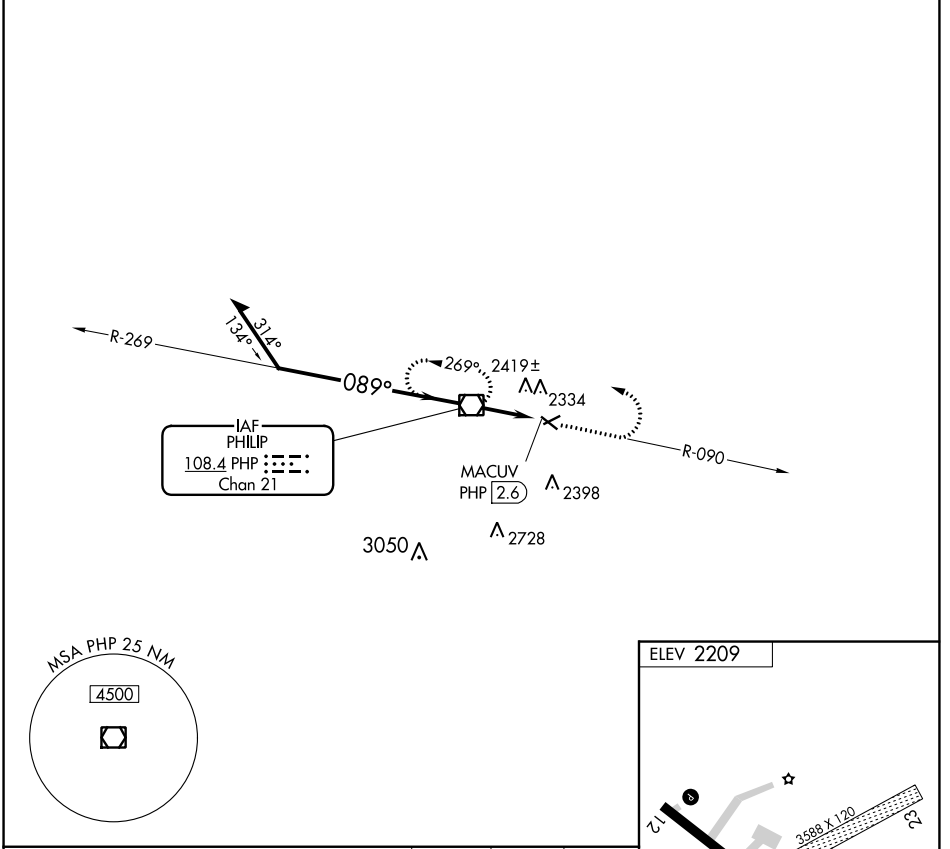 R-269
134°
314°
089°
269°
2419±
2334
IAF
PHILIP
108.4 PHP
Chan 21
MACUV
PHP 2.6
R-090
2398
2728
3050
MSA PHP 25 NM
4500
ELEV 2209
P
12
3588 X 120
23